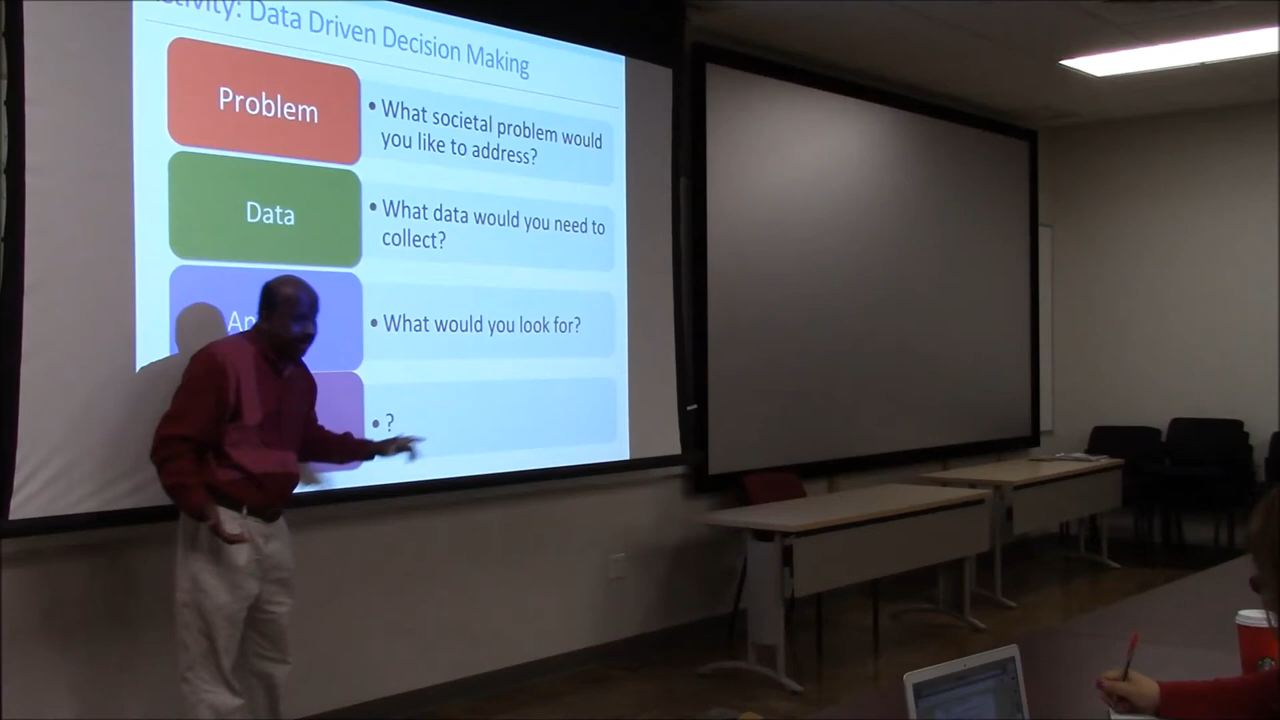 Activity: Data Driven Decision Making
Problem
• What societal problem would
you like to address?
Data
• What data would you need to
collect?
• What would you look for?
• ?